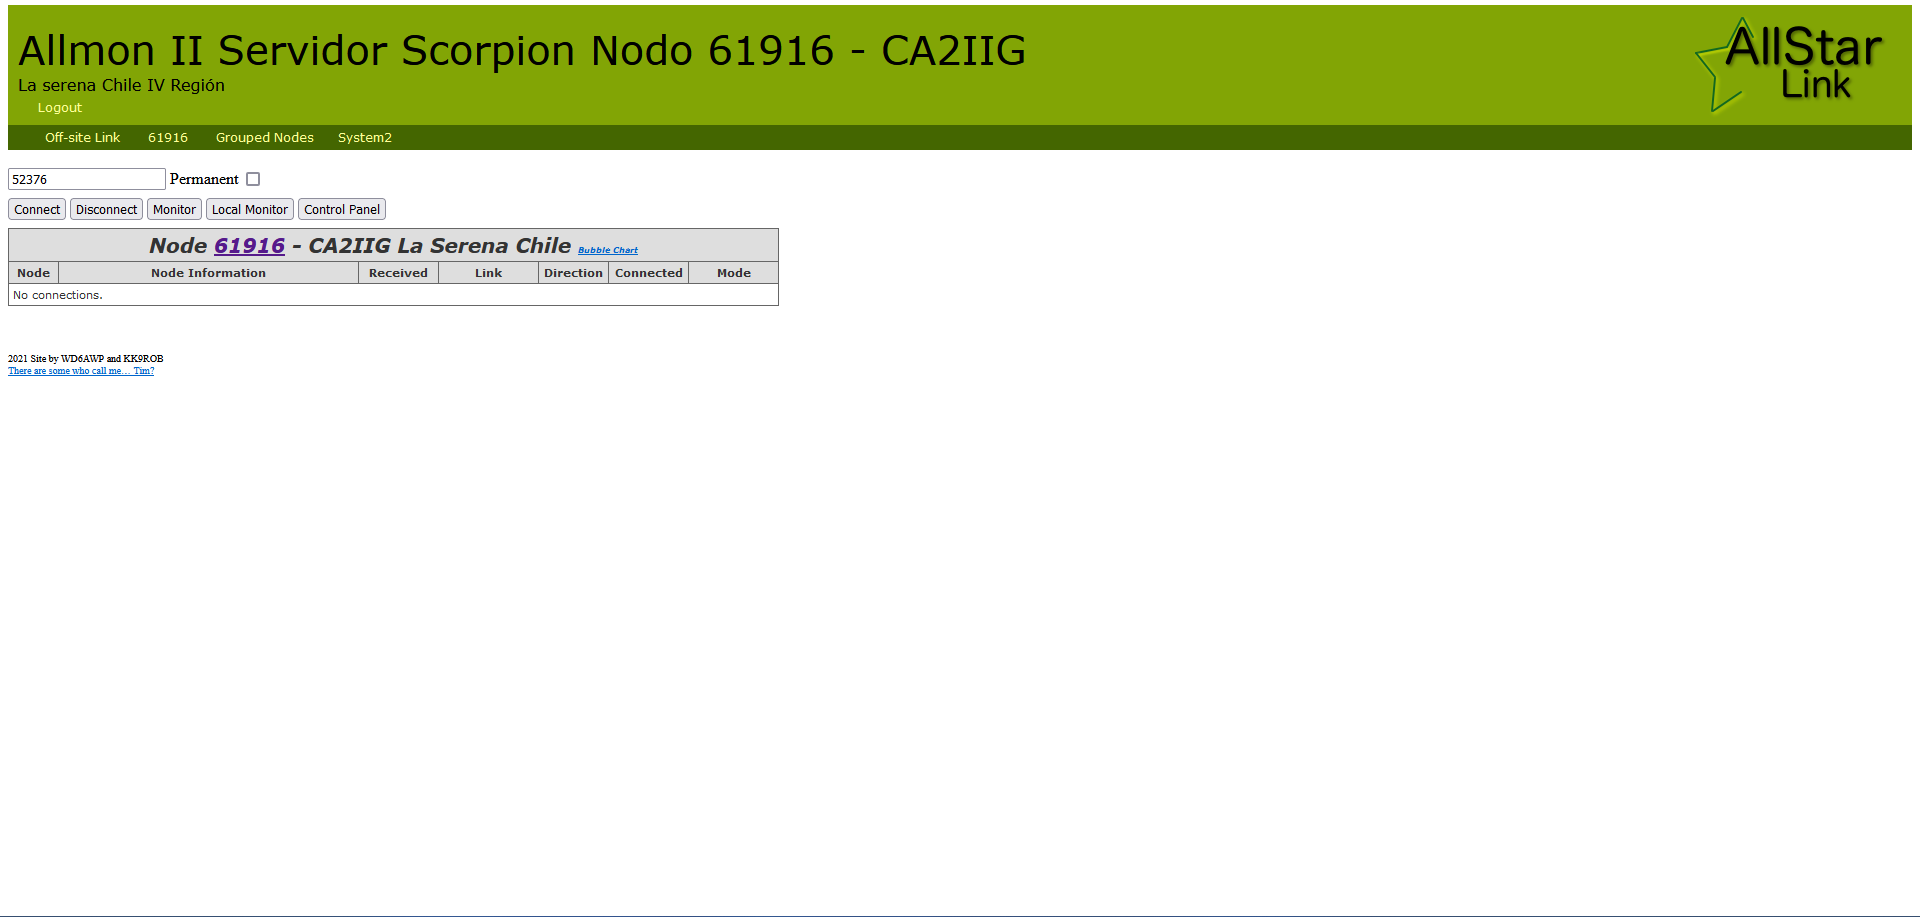 Allmon II Servidor Scorpion Nodo 61916 - CA2IIG
La serena Chile IV Región
Logout
AllStar
Link
Off-site Link 61916 Grouped Nodes System2
52376 Permanent
Connect Disconnect Monitor Local Monitor Control Panel
Node 61916 - CA2IIG La Serena Chile Bubble Chart
Node Node Information Received Link Direction Connected Mode
No connections.
2021 Site by WD6AWP and KK9ROB
There are some who call me... Tim?